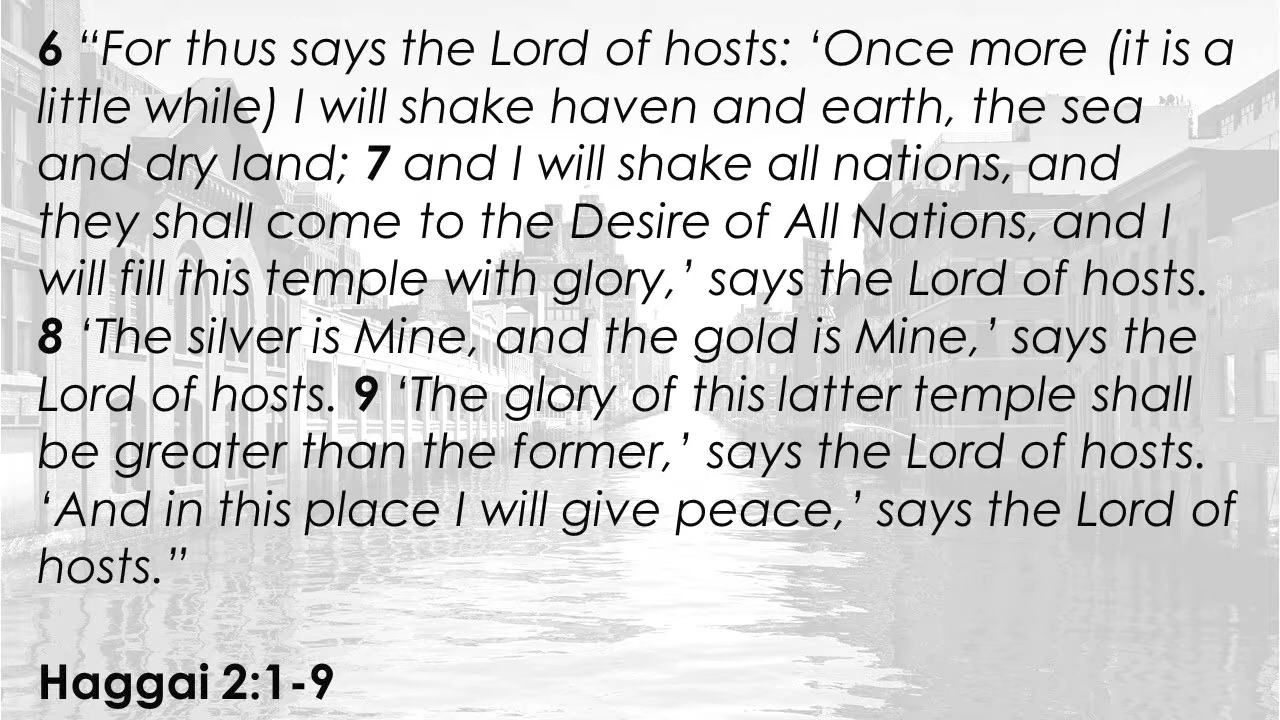 6 “For thus says the Lord of hosts: ‘Once more (it is a
little while) I will shake haven and earth, the sea
and dry land; 7 and I will shake all nations, and
they shall come to the Desire of All Nations, and I
will fill this temple with glory,’ says the Lord of hosts.
8 ‘The silver is Mine, and the gold is Mine,’ says the
Lord of hosts. 9 ‘The glory of this latter temple shall
be greater than the former,’ says the Lord of hosts.
‘And in this place I will give peace,’ says the Lord of
hosts.”
Haggai 2:1-9